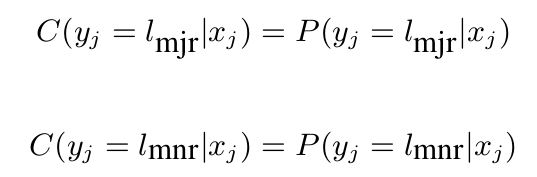 C(y_j = l_mjr|x_j) = P(y_j = l_mjr|x_j)
C(y_j = l_mnr|x_j) = P(y_j = l_mnr|x_j)